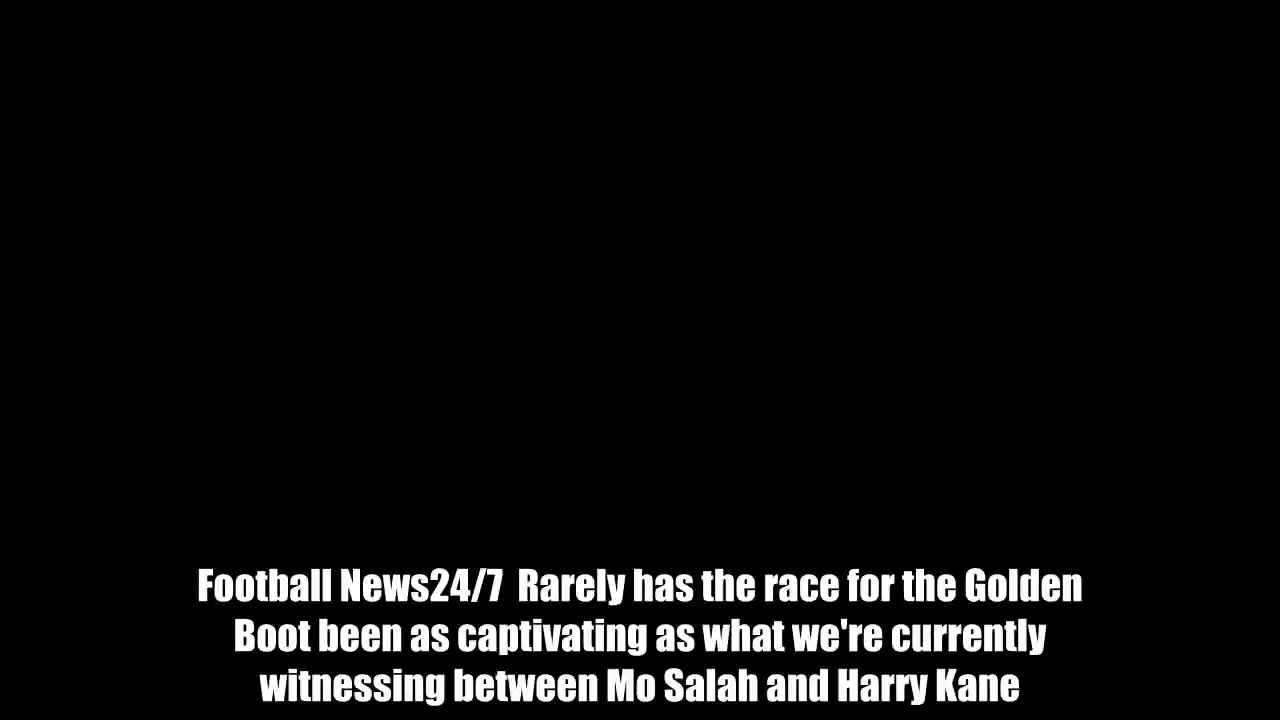 Football News24/7  Rarely has the race for the Golden
Boot been as captivating as what we're currently
witnessing between Mo Salah and Harry Kane